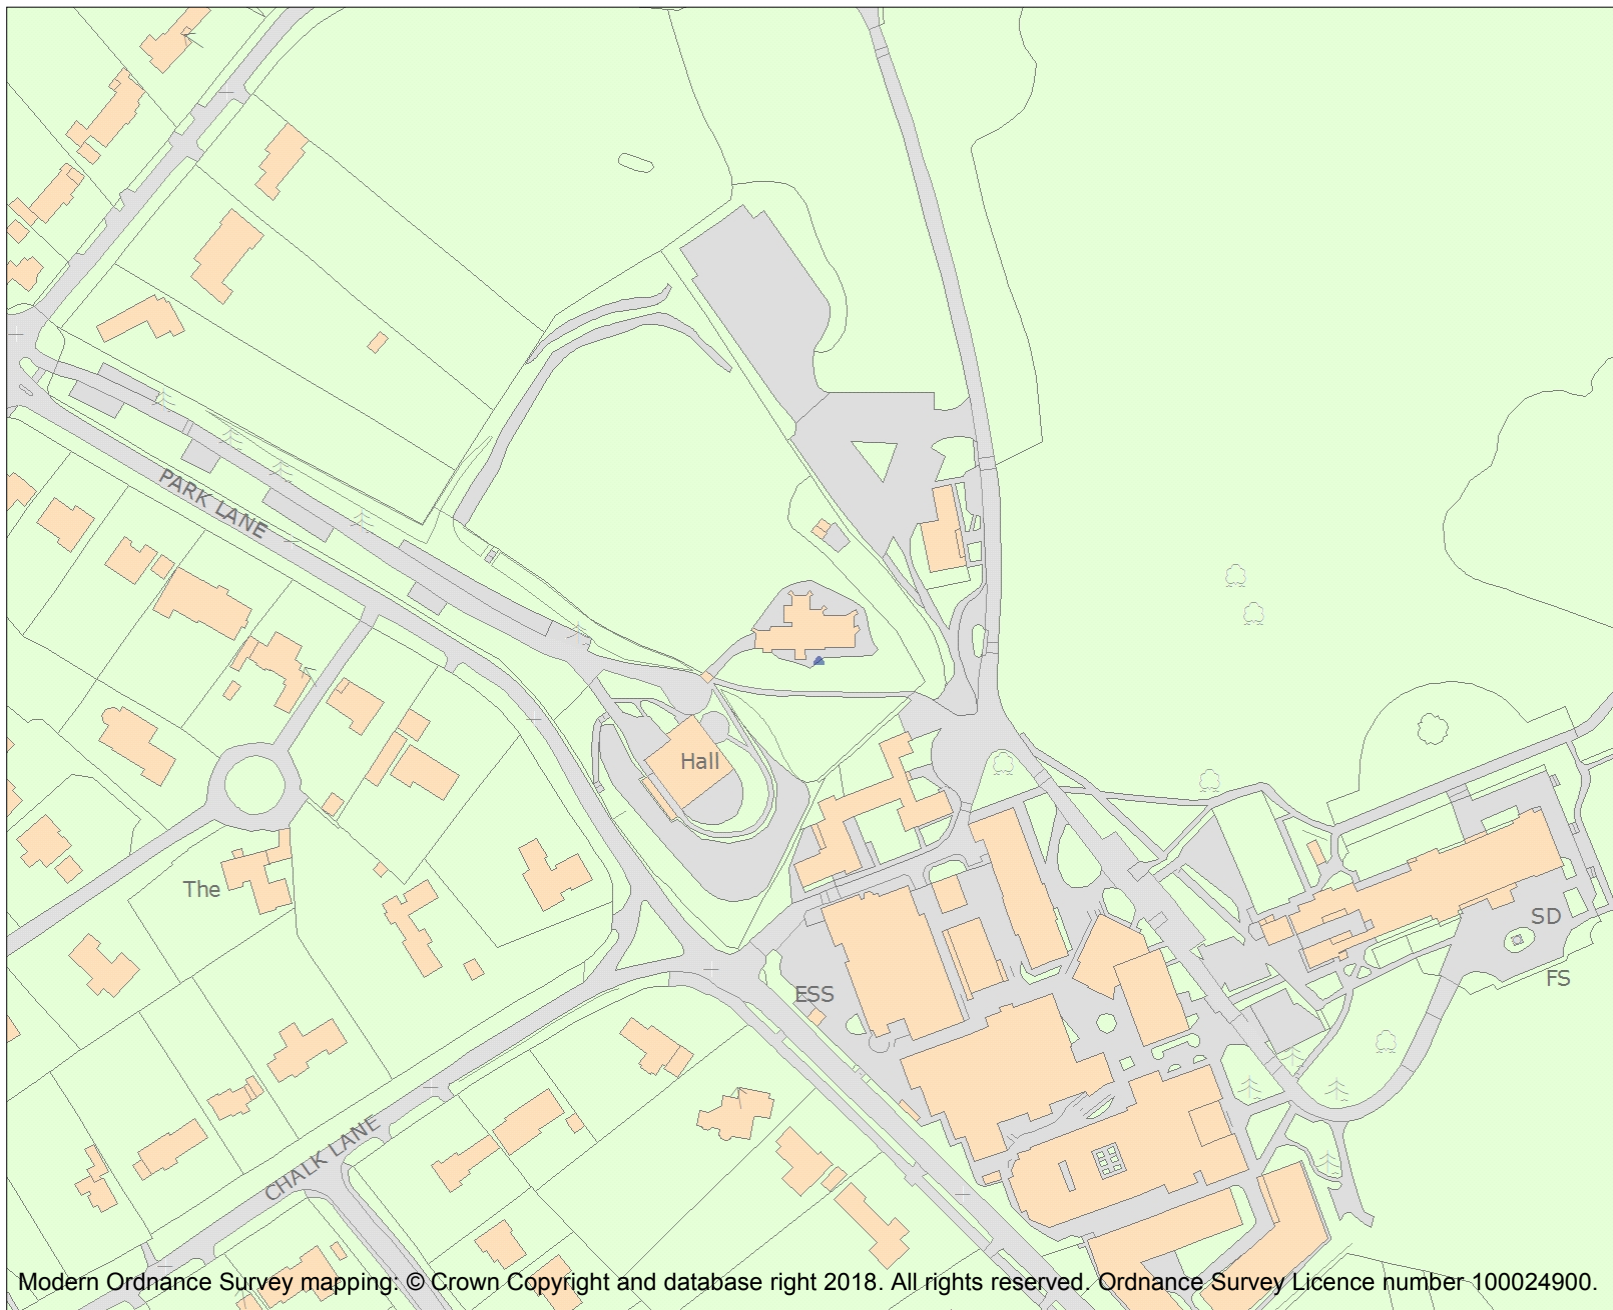 PARK LANE
Hall
The
SD
FS
ESS
CHALK LANE
Modern Ordnance Survey mapping: © Crown Copyright and database right 2018. All rights reserved. Ordnance Survey Licence number 100024900.